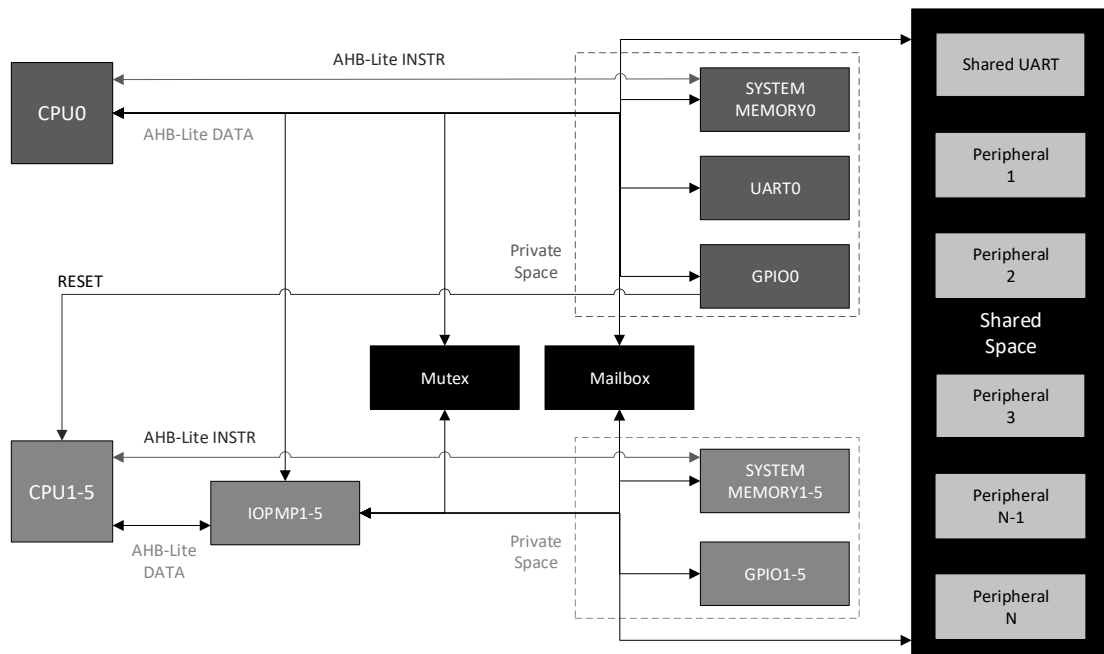 AHB-Lite INSTR
CPU0
AHB-Lite DATA
SYSTEM
MEMORY0
UART0
GPIO0
Private
Space
RESET
Mutex
Mailbox
AHB-Lite INSTR
CPU1-5
IOPMP1-5
AHB-Lite
DATA
SYSTEM
MEMORY1-5
GPIO1-5
Private
Space
Shared UART
Peripheral
1
Peripheral
2
Shared
Space
Peripheral
3
Peripheral
N-1
Peripheral
N